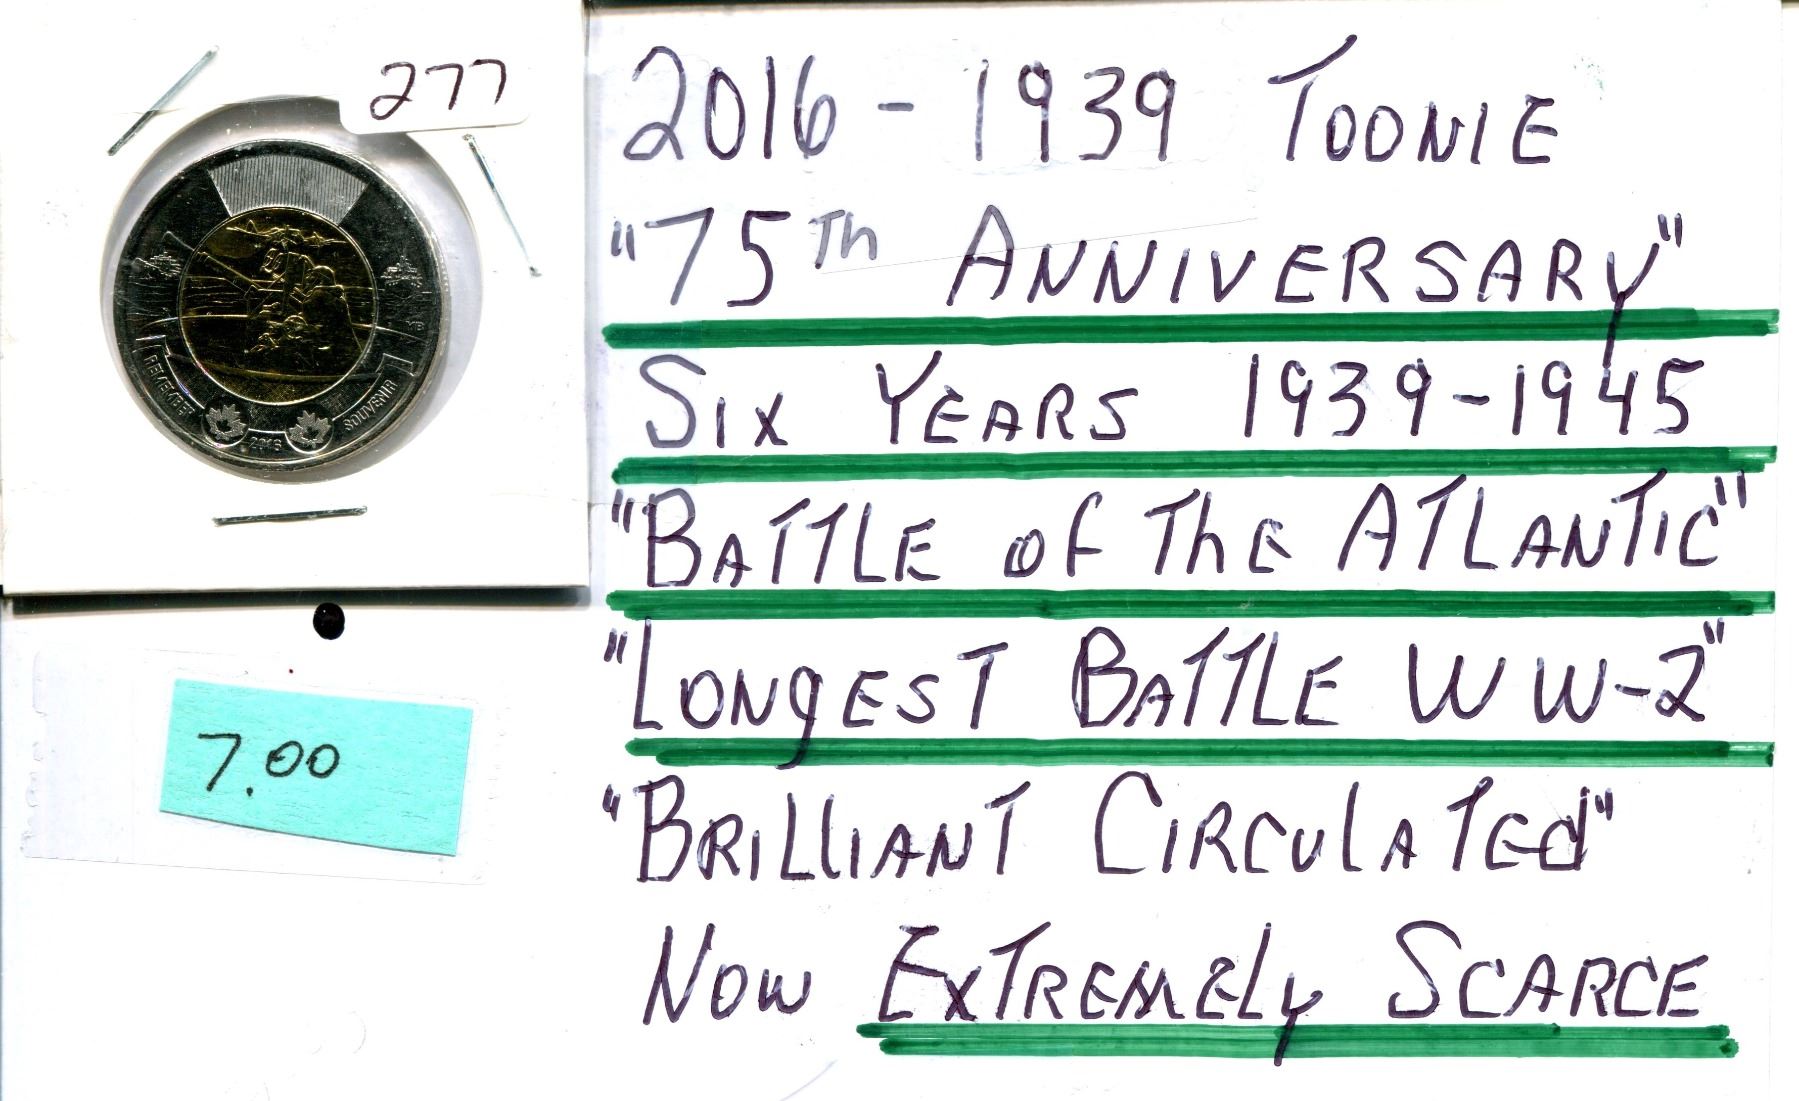 277
REMEMBER
2016
SOUVENIR
7.00
2016 - 1939 TOONIE
"75Th ANNIVERSARY"
SIX YEARS 1939-1945
"BATTLE OF ThE ATLANTIC"
"LONgEST BATTLE WW-2"
"BRILLIANT CIRCULATEd"
NOW EXTREMELy SCARCE